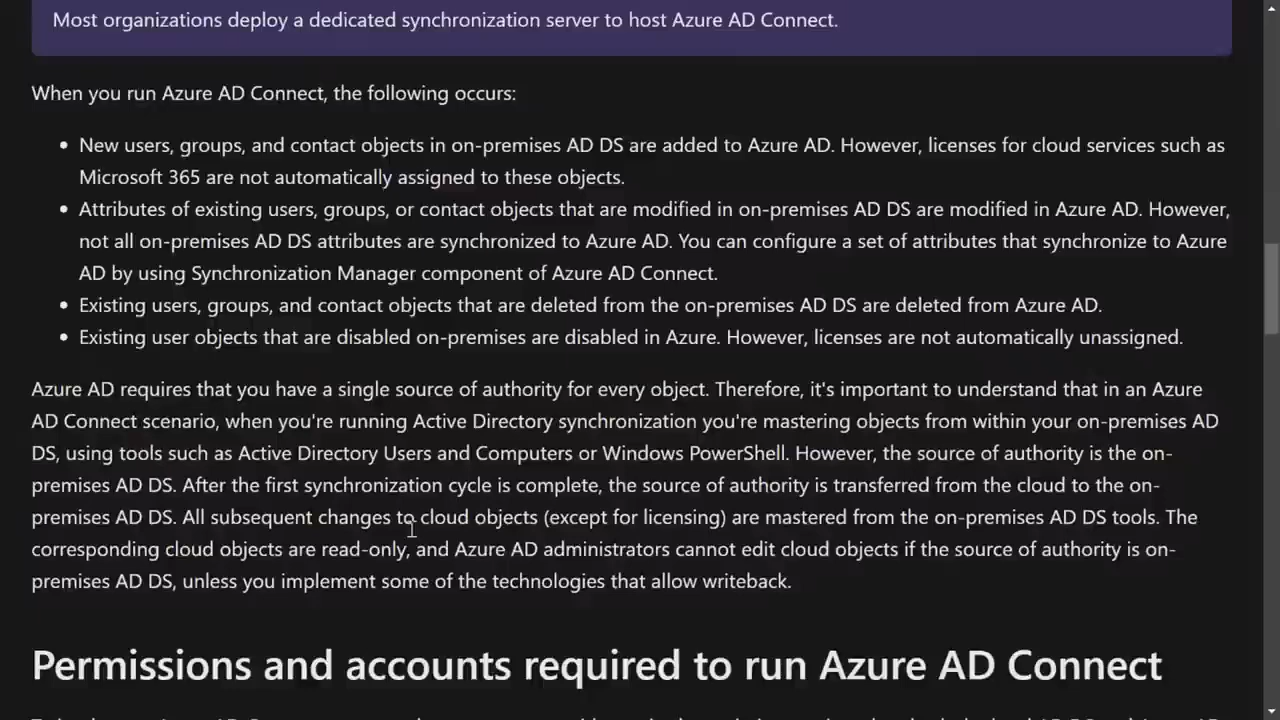 Most organizations deploy a dedicated synchronization server to host Azure AD Connect.
When you run Azure AD Connect, the following occurs:
• New users, groups, and contact objects in on-premises AD DS are added to Azure AD. However, licenses for cloud services such as
Microsoft 365 are not automatically assigned to these objects.
• Attributes of existing users, groups, or contact objects that are modified in on-premises AD DS are modified in Azure AD. However,
not all on-premises AD DS attributes are synchronized to Azure AD. You can configure a set of attributes that synchronize to Azure
AD by using Synchronization Manager component of Azure AD Connect.
• Existing users, groups, and contact objects that are deleted from the on-premises AD DS are deleted from Azure AD.
• Existing user objects that are disabled on-premises are disabled in Azure. However, licenses are not automatically unassigned.
Azure AD requires that you have a single source of authority for every object. Therefore, it's important to understand that in an Azure
AD Connect scenario, when you're running Active Directory synchronization you're mastering objects from within your on-premises AD
DS, using tools such as Active Directory Users and Computers or Windows PowerShell. However, the source of authority is the on-
premises AD DS. After the first synchronization cycle is complete, the source of authority is transferred from the cloud to the on-
premises AD DS. All subsequent changes to cloud objects (except for licensing) are mastered from the on-premises AD DS tools. The
corresponding cloud objects are read-only, and Azure AD administrators cannot edit cloud objects if the source of authority is on-
premises AD DS, unless you implement some of the technologies that allow writeback.
Permissions and accounts required to run Azure AD Connect